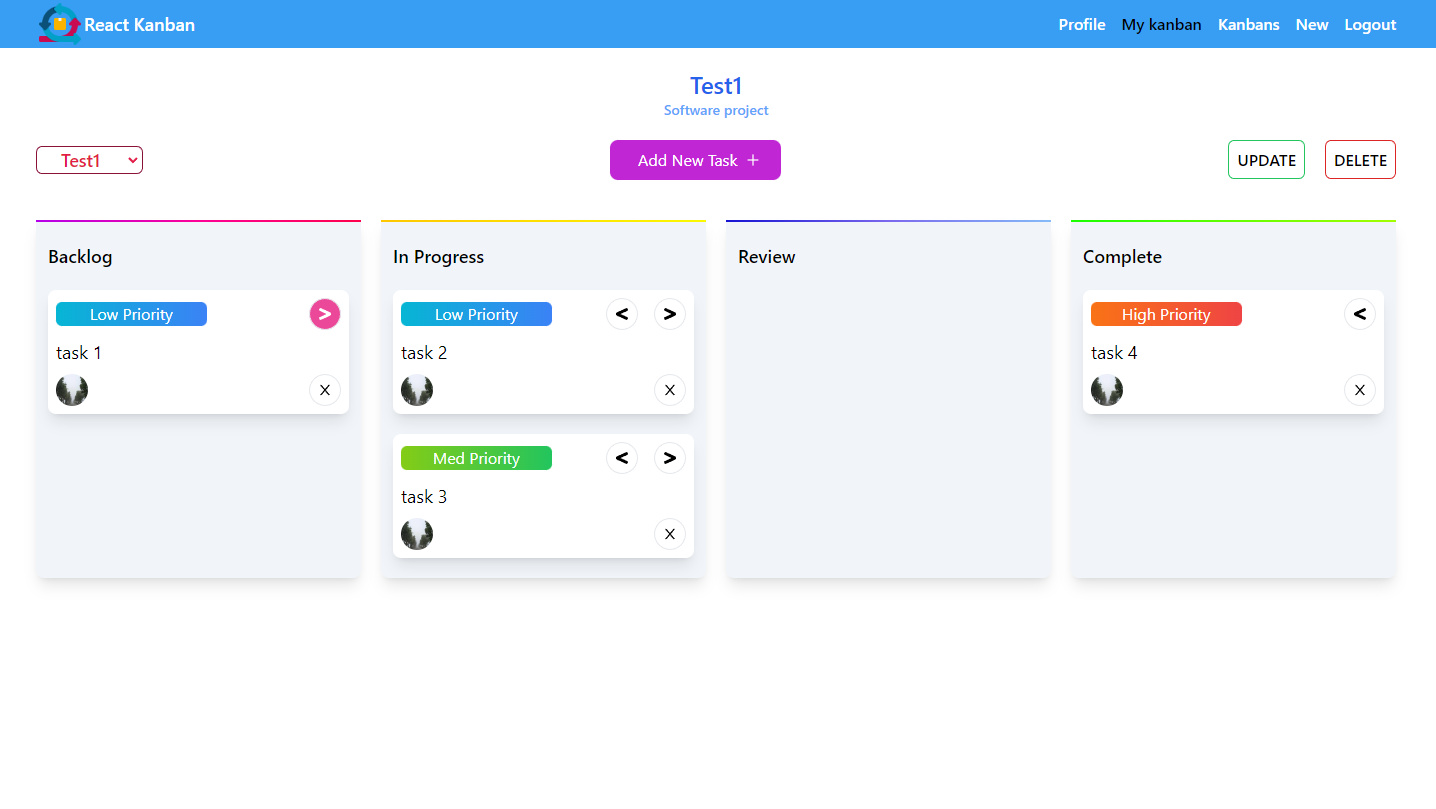 React Kanban
Profile My kanban Kanbans New Logout
Test1
Software project
Test1
Add New Task +
UPDATE
DELETE
Backlog
Low Priority >
task 1
X
In Progress
Low Priority < >
task 2
X
Med Priority < >
task 3
X
Review
Complete
High Priority <
task 4
X